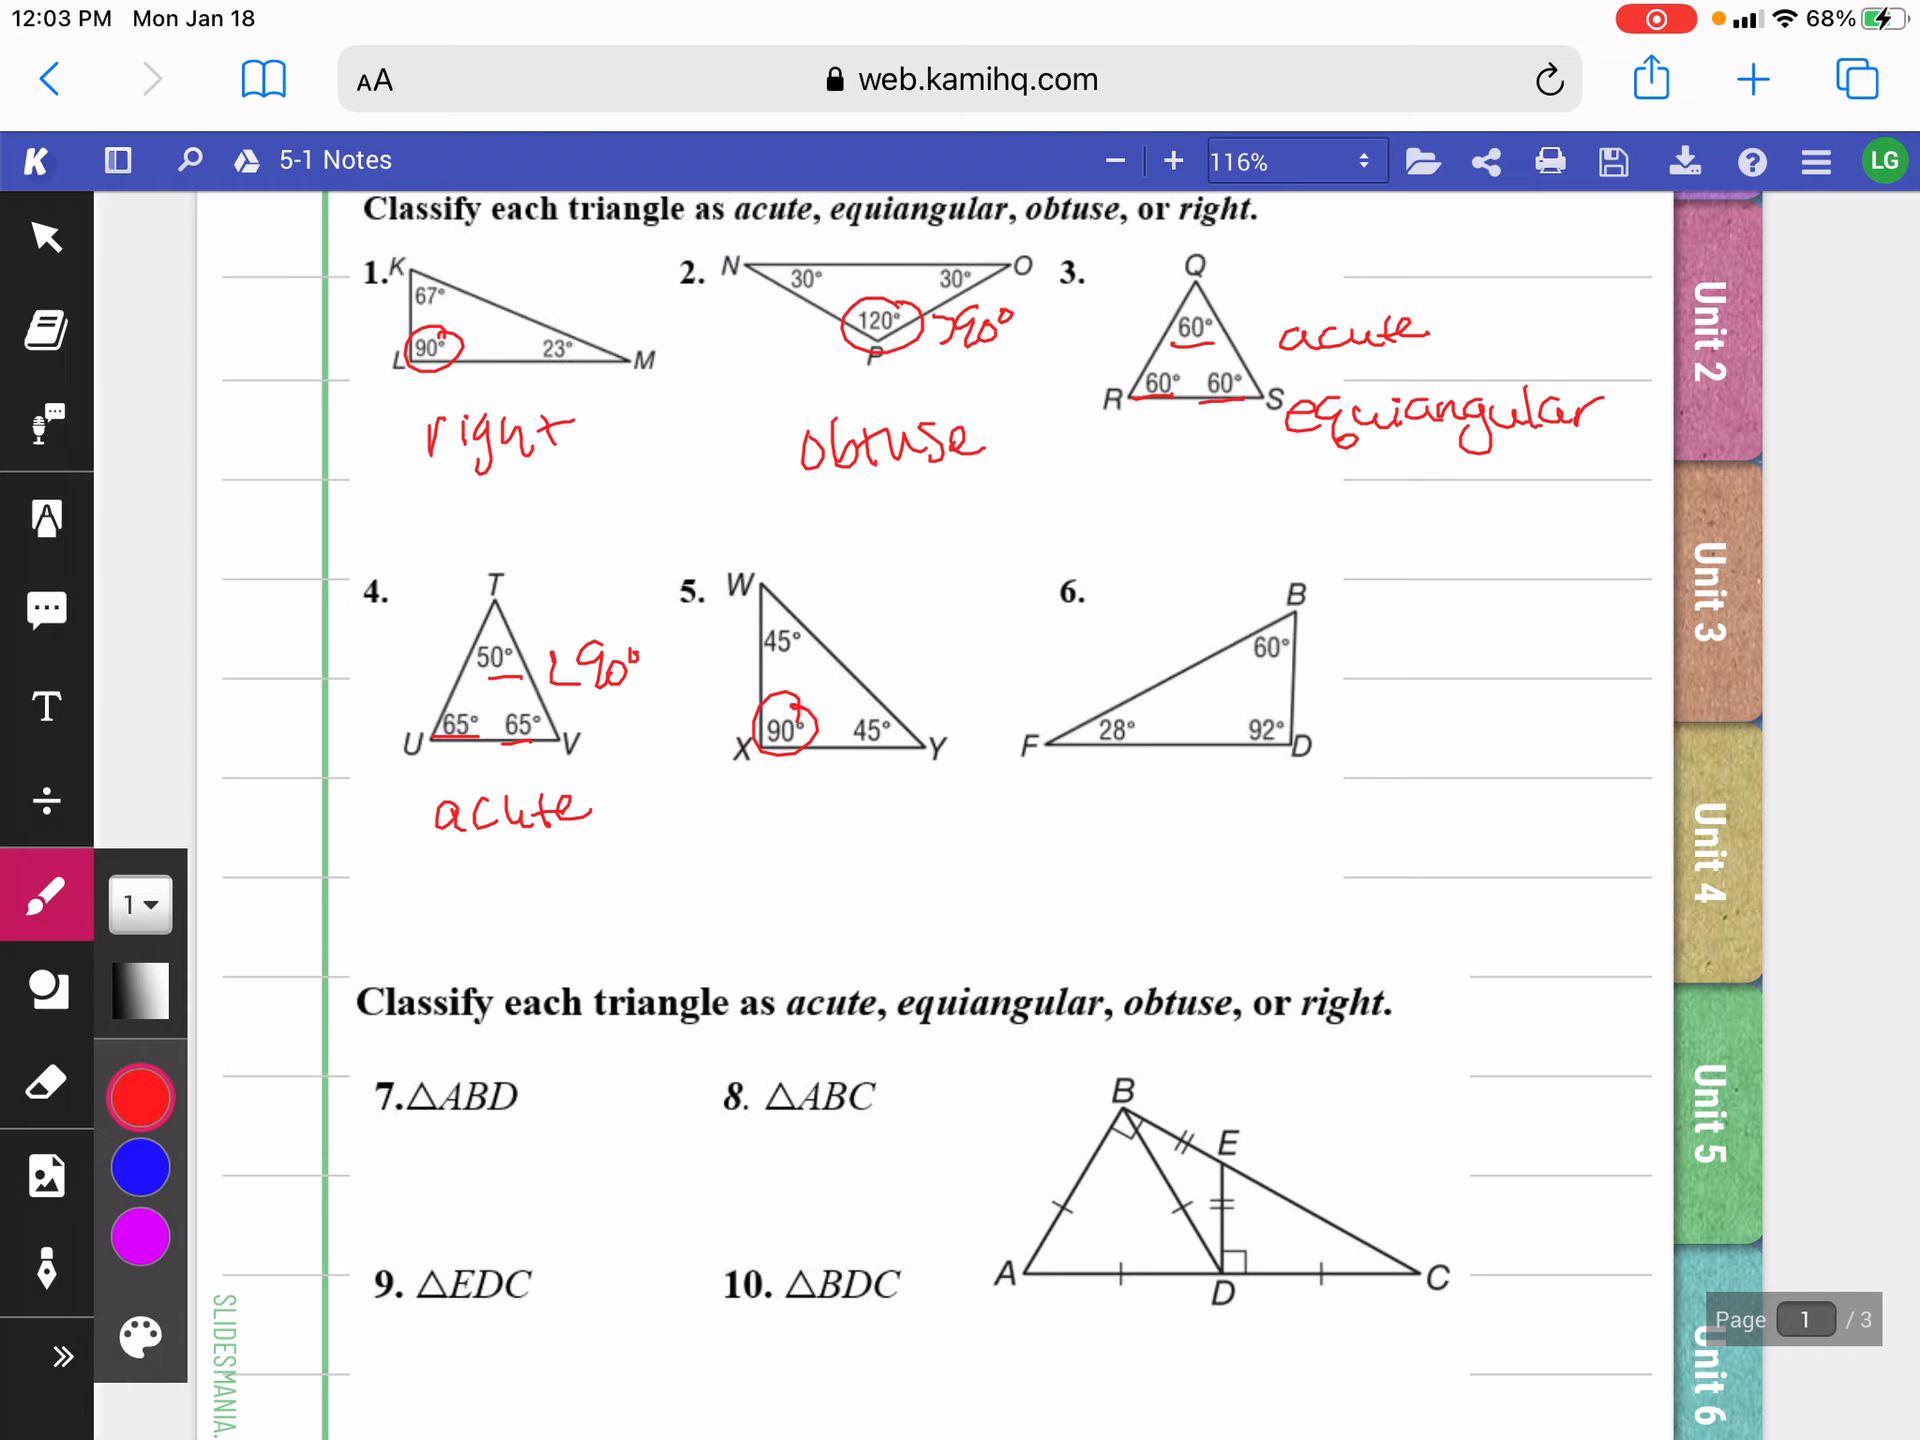 12:03 PM Mon Jan 18
68%
AA web.kamihq.com
K 5-1 Notes 116% LG
Classify each triangle as acute, equiangular, obtuse, or right.
1. K 67° L 90° 23° M
right
2. N 30° 30° O 120° P >90°
obtuse
3. Q 60° R 60° 60° S
acute
equiangular
4. T 50° U 65° 65° V ∠90°
acute
5. W 45° X 90° 45° Y
6. B 60° F 28° 92° D
Classify each triangle as acute, equiangular, obtuse, or right.
7.△ABD 8. △ABC
9. △EDC 10. △BDC
B
E
A D C
Unit 2
Unit 3
Unit 4
Unit 5
Unit 6
T
1
SLIDESMANIA.
Page 1 / 3